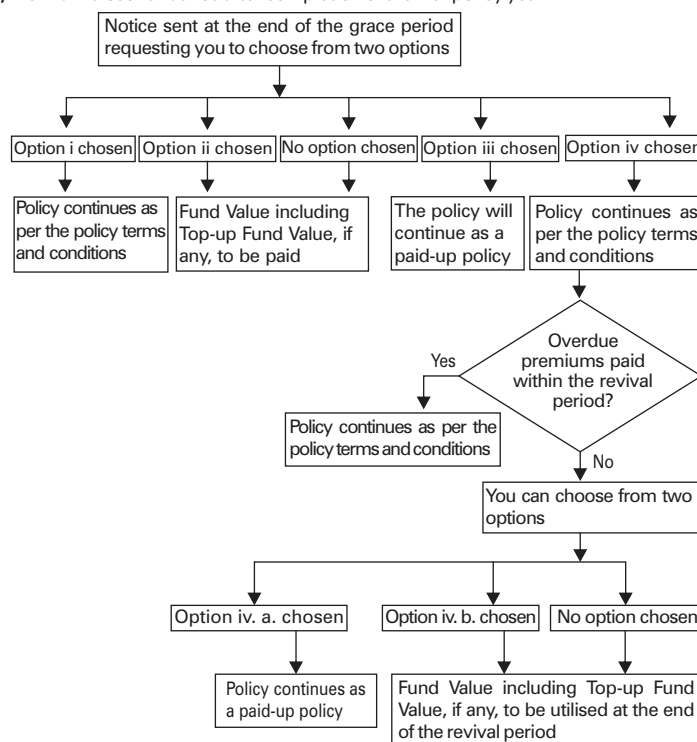 Notice sent at the end of the grace period
requesting you to choose from two options
Option i chosen
Option ii chosen
No option chosen
Option iii chosen
Option iv chosen
Policy continues as
per the policy terms
and conditions
Fund Value including
Top-up Fund Value, if
any, to be paid
The policy will
continue as a
paid-up policy
Policy continues as
per the policy terms
and conditions
Overdue
premiums paid
within the revival
period?
Yes
Policy continues as per the
policy terms and conditions
No
You can choose from two
options
Option iv. a. chosen
Option iv. b. chosen
No option chosen
Policy continues as
a paid-up policy
Fund Value including Top-up Fund
Value, if any, to be utilised at the end
of the revival period